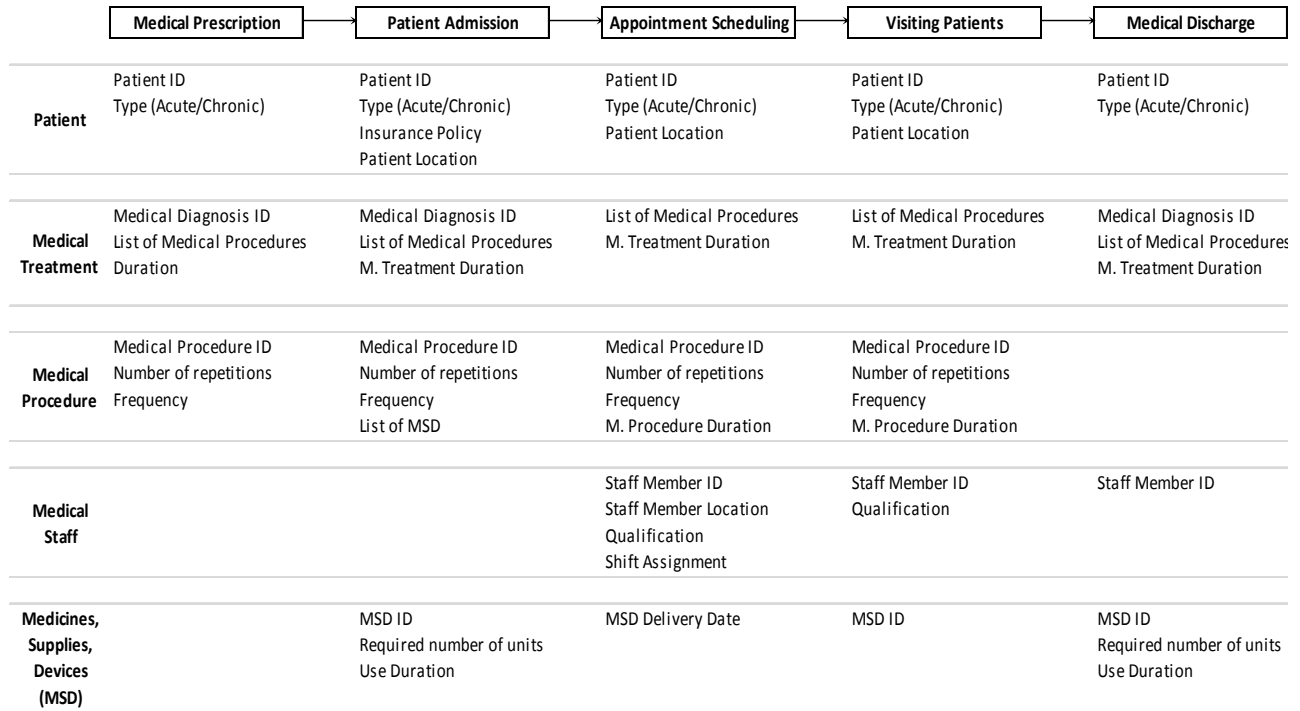 Medical Prescription Patient Admission Appointment Scheduling Visiting Patients Medical Discharge
Patient ID Patient ID Patient ID Patient ID Patient ID
Type (Acute/Chronic) Type (Acute/Chronic) Type (Acute/Chronic) Type (Acute/Chronic) Type (Acute/Chronic)
Patient Insurance Policy Patient Location Patient Location
Patient Location
Medical Diagnosis ID Medical Diagnosis ID List of Medical Procedures List of Medical Procedures Medical Diagnosis ID
Medical List of Medical Procedures List of Medical Procedures M. Treatment Duration M. Treatment Duration List of Medical Procedures
Treatment Duration M. Treatment Duration M. Treatment Duration
Medical Procedure ID Medical Procedure ID Medical Procedure ID Medical Procedure ID
Medical Number of repetitions Number of repetitions Number of repetitions Number of repetitions
Procedure Frequency Frequency Frequency Frequency
List of MSD M. Procedure Duration M. Procedure Duration
Staff Member ID Staff Member ID Staff Member ID
Medical Staff Member Location Qualification
Staff Qualification
Shift Assignment
Medicines, MSD ID MSD Delivery Date MSD ID MSD ID
Supplies, Required number of units Required number of units
Devices Use Duration Use Duration
(MSD)